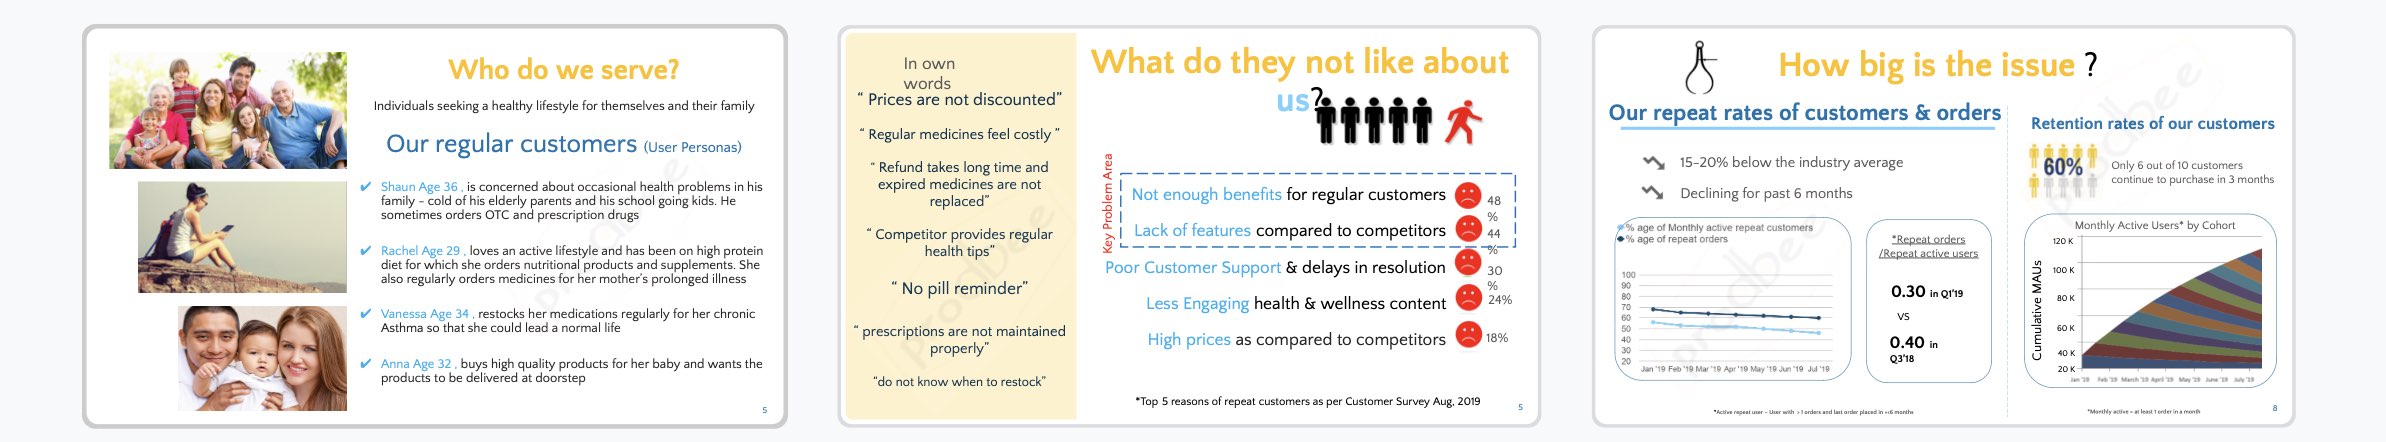 Who do we serve?
Individuals seeking a healthy lifestyle for themselves and their family
Our regular customers (User Personas)
✔ Shaun Age 36 , is concerned about occasional health problems in his
family - cold of his elderly parents and his school going kids. He
sometimes orders OTC and prescription drugs
✔ Rachel Age 29 , loves an active lifestyle and has been on high protein
diet for which she orders nutritional products and supplements. She
also regularly orders medicines for her mother's prolonged illness
✔ Vanessa Age 34 , restocks her medications regularly for her chronic
Asthma so that she could lead a normal life
✔ Anna Age 32 , buys high quality products for her baby and wants the
products to be delivered at doorstep
5
prodbee
In own
words
“ Prices are not discounted”
“ Regular medicines feel costly ”
“ Refund takes long time and
expired medicines are not
replaced”
“ Competitor provides regular
health tips”
“ No pill reminder”
“ prescriptions are not maintained
properly”
“do not know when to restock”
What do they not like about
us?
Key Problem Area
Not enough benefits for regular customers 48
%
Lack of features compared to competitors 44
%
Poor Customer Support & delays in resolution 30
%
Less Engaging health & wellness content 24%
High prices as compared to competitors 18%
*Top 5 reasons of repeat customers as per Customer Survey Aug, 2019
5
prodbee
How big is the issue ?
Our repeat rates of customers & orders
15-20% below the industry average
Declining for past 6 months
% age of Monthly active repeat customers
% age of repeat orders
100
90
80
70
60
50
40
30
20
Jan '19 Feb '19 Mar '19 Apr '19 May '19 Jun '19 Jul '19
*Repeat orders
/Repeat active users
0.30 in Q1'19
VS
0.40 in
Q3'18
*Active repeat user - User with > 1 orders and last order placed in <=6 months
Retention rates of our customers
60%
Only 6 out of 10 customers
continue to purchase in 3 months
Monthly Active Users* by Cohort
Cumulative MAUs
120 K
100 K
80 K
60 K
40 K
20 K
Jan '19 Feb '19 March '19 April '19 May '19 June '19 July '19
*Monthly active = at least 1 order in a month
8
prodbee
prodbee